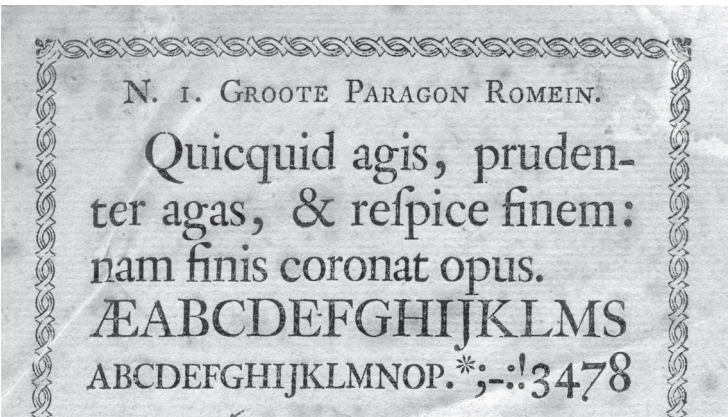 N. 1. GROOTE PARAGON ROMEIN.
Quicquid agis, pruden-
ter agas, & reſpice finem:
nam finis coronat opus.
ÆABCDEFGHIJKLMS
ABCDEFGHIJKLMNOP.*;-:!3478